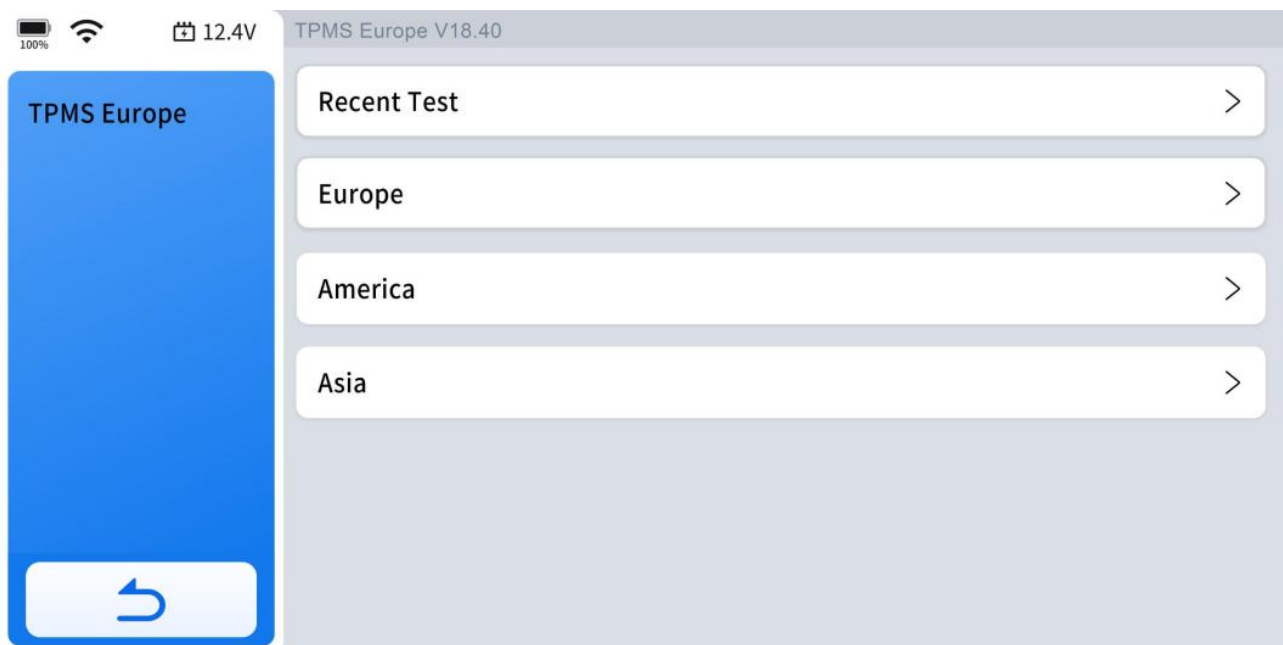 100%
12.4V
TPMS Europe V18.40
TPMS Europe
Recent Test
Europe
America
Asia